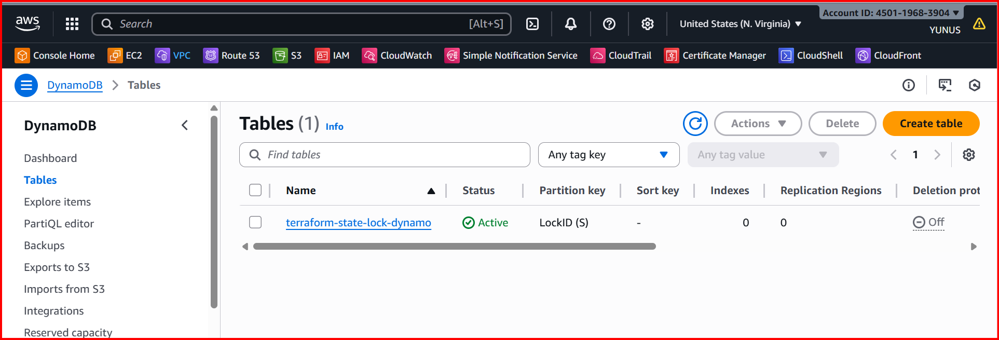 aws
Search [Alt+S]
United States (N. Virginia)
Account ID: 4501-1968-3904
YUNUS
Console Home EC2 VPC Route 53 S3 IAM CloudWatch Simple Notification Service CloudTrail Certificate Manager CloudShell CloudFront
DynamoDB Tables
DynamoDB
Dashboard
Tables
Explore items
PartiQL editor
Backups
Exports to S3
Imports from S3
Integrations
Reserved capacity
Tables (1) Info
Actions Delete Create table
Find tables Any tag key Any tag value 1
Name Status Partition key Sort key Indexes Replication Regions Deletion prot
terraform-state-lock-dynamo Active LockID (S) - 0 0 Off